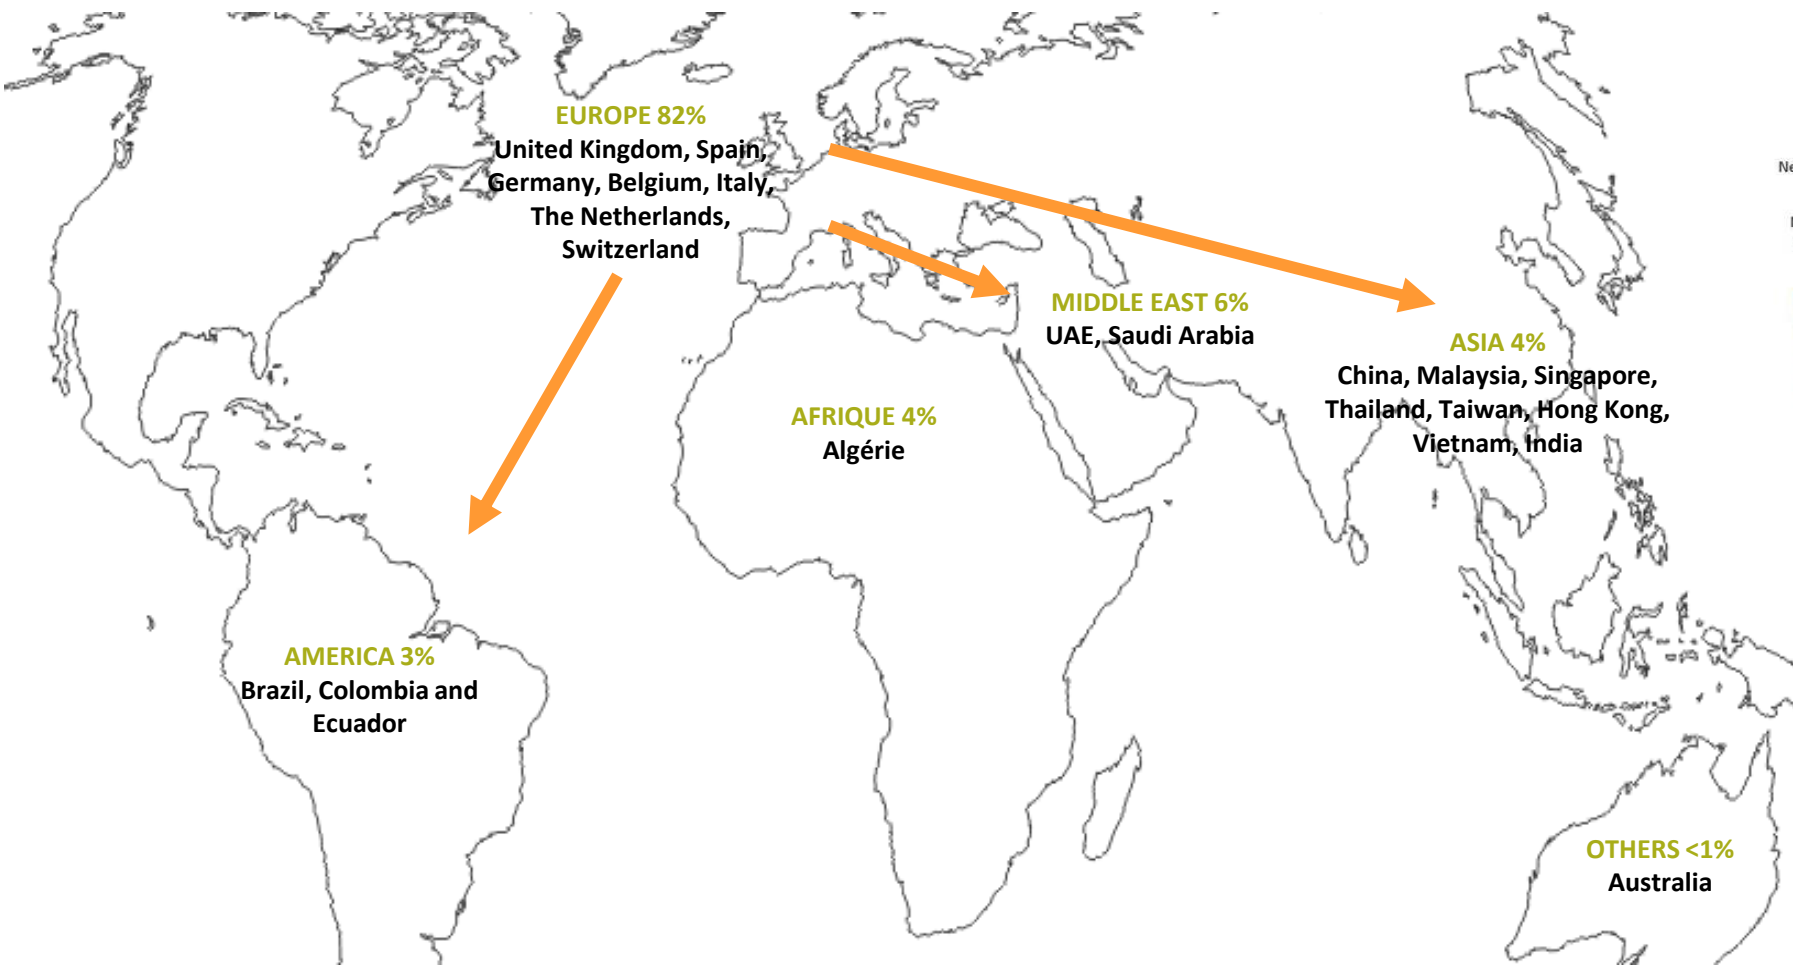 EUROPE 82%
United Kingdom, Spain,
Germany, Belgium, Italy,
The Netherlands,
Switzerland
MIDDLE EAST 6%
UAE, Saudi Arabia
ASIA 4%
China, Malaysia, Singapore,
Thailand, Taiwan, Hong Kong,
Vietnam, India
AFRIQUE 4%
Algérie
AMERICA 3%
Brazil, Colombia and
Ecuador
OTHERS <1%
Australia